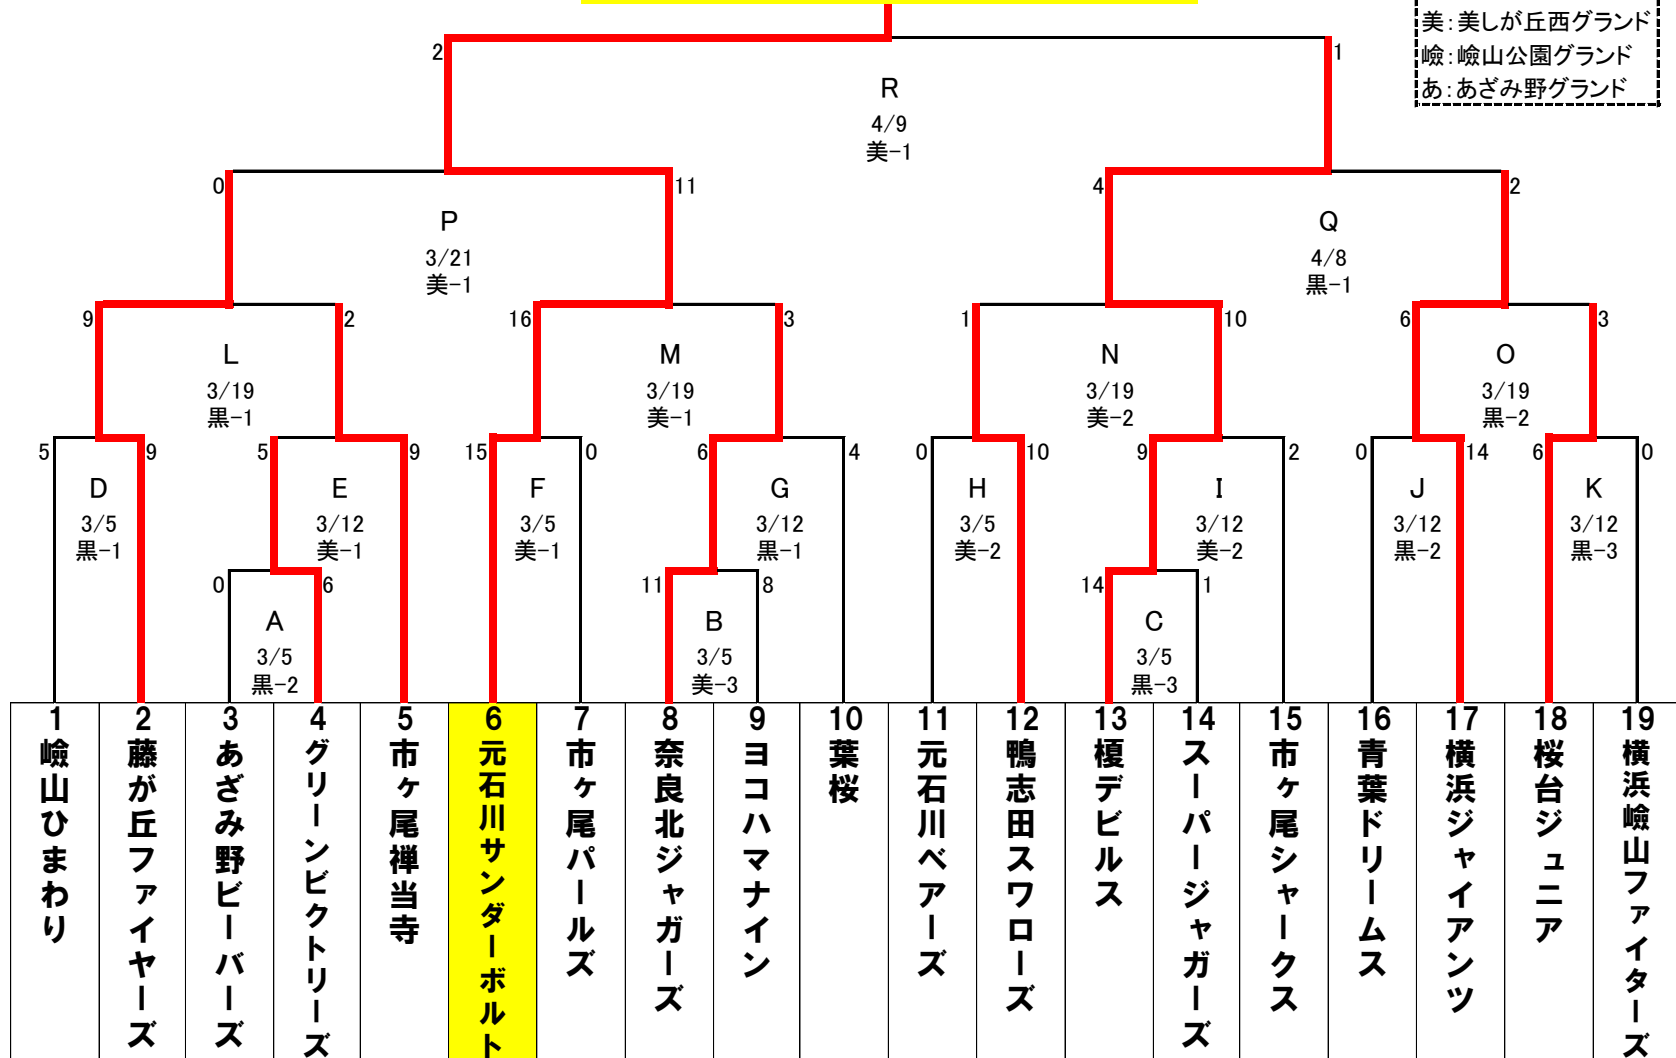 美:美しが丘西グランド
嶮:嶮山公園グランド
あ:あざみ野グランド
2
1
R
4/9
美-1
0
11
4
2
P
3/21
美-1
Q
4/8
黒-1
9
2
16
3
1
10
6
3
L
3/19
黒-1
M
3/19
美-1
N
3/19
美-2
O
3/19
黒-2
5
9
5
9
15
0
6
4
0
10
9
2
0
14
6
0
D
3/5
黒-1
E
3/12
美-1
F
3/5
美-1
G
3/12
黒-1
H
3/5
美-2
I
3/12
美-2
J
3/12
黒-2
K
3/12
黒-3
0
6
11
8
14
1
A
3/5
黒-2
B
3/5
美-3
C
3/5
黒-3
1
嶮山ひまわり
2
藤が丘ファイヤーズ
3
あざみ野ビーバーズ
4
グリーンビクトリーズ
5
市ヶ尾禅当寺
6
元石川サンダーボルト
7
市ヶ尾パールズ
8
奈良北ジャガーズ
9
ヨコハマナイン
10
葉桜
11
元石川ベアーズ
12
鴨志田スワローズ
13
榎デビルス
14
スーパージャガーズ
15
市ヶ尾シャークス
16
青葉ドリームス
17
横浜ジャイアンツ
18
桜台ジュニア
19
横浜嶮山ファイターズ